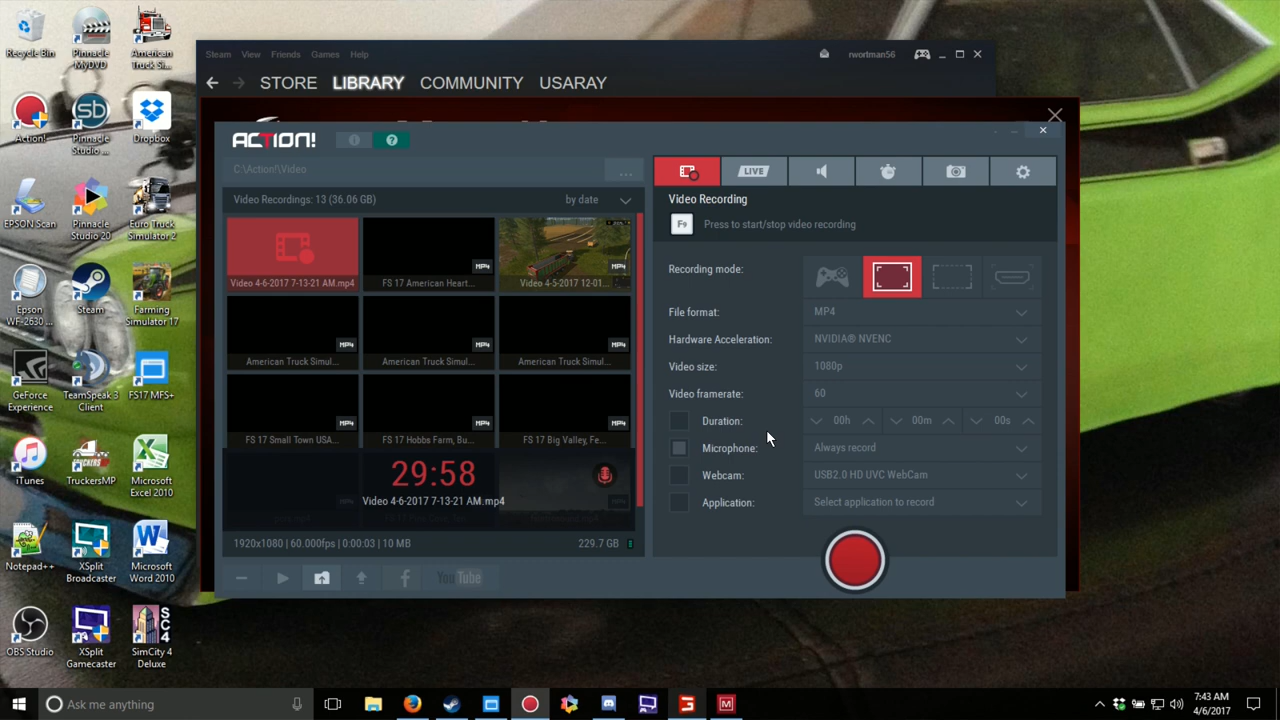 Recycle Bin
Pinnacle
MyDVD
American
Truck Sim...
Action!
Pinnacle
Studio ...
Dropbox
EPSON Scan
Pinnacle
Studio 20
Euro Truck
Simulator 2
Epson
WF-2630 ...
Steam
Farming
Simulator 17
GeForce
Experience
TeamSpeak 3
Client
FS17 MFS+
iTunes
TruckersMP
Microsoft
Excel 2010
Notepad++
XSplit
Broadcaster
Microsoft
Word 2010
OBS Studio
XSplit
Gamecaster
SimCity 4
Deluxe
Steam View Friends Games Help
rwortman56
STORE LIBRARY COMMUNITY USARAY
ACTION!
C:\Action!\Video
...
Video Recordings: 13 (36.06 GB)
by date
Video 4-6-2017 7-13-21 AM.mp4
MP4
FS 17 American Heart...
MP4
Video 4-5-2017 12-01...
MP4
American Truck Simul...
MP4
American Truck Simul...
MP4
American Truck Simul...
MP4
FS 17 Small Town USA...
MP4
FS 17 Hobbs Farm, Bu...
MP4
FS 17 Big Valley, Fe...
29:58
Video 4-6-2017 7-13-21 AM.mp4
1920x1080 | 60.000fps | 0:00:03 | 10 MB
229.7 GB
YouTube
LIVE
Video Recording
F9
Press to start/stop video recording
Recording mode:
File format:
MP4
Hardware Acceleration:
NVIDIA® NVENC
Video size:
1080p
Video framerate:
60
Duration:
00h
00m
00s
Microphone:
Always record
Webcam:
USB2.0 HD UVC WebCam
Application:
Select application to record
Ask me anything
7:43 AM
4/6/2017